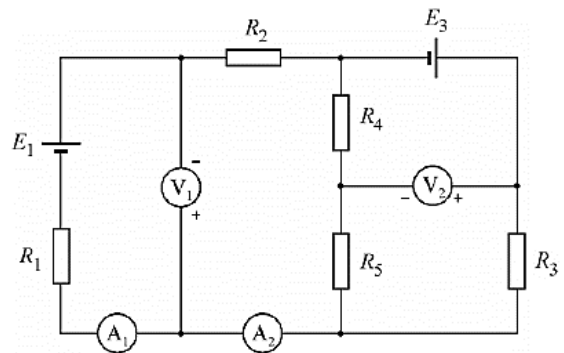 R2
E3
E1
R4
-
V1
+
- V2 +
R1
R5
R3
A1
A2